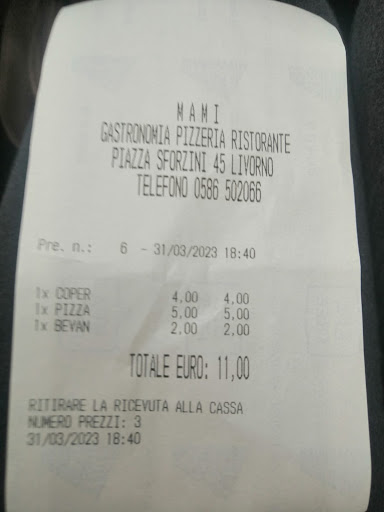 MAMI
GASTRONOMIA PIZZERIA RISTORANTE
PIAZZA SFORZINI 45 LIVORNO
TELEFONO 0586 502066
Pre. n.: 6 - 31/03/2023 18:40
1x COPER 4,00 4,00
1x PIZZA 5,00 5,00
1x BEVAN 2,00 2,00
TOTALE EURO: 11,00
RITIRARE LA RICEVUTA ALLA CASSA
NUMERO PREZZI: 3
31/03/2023 18:40